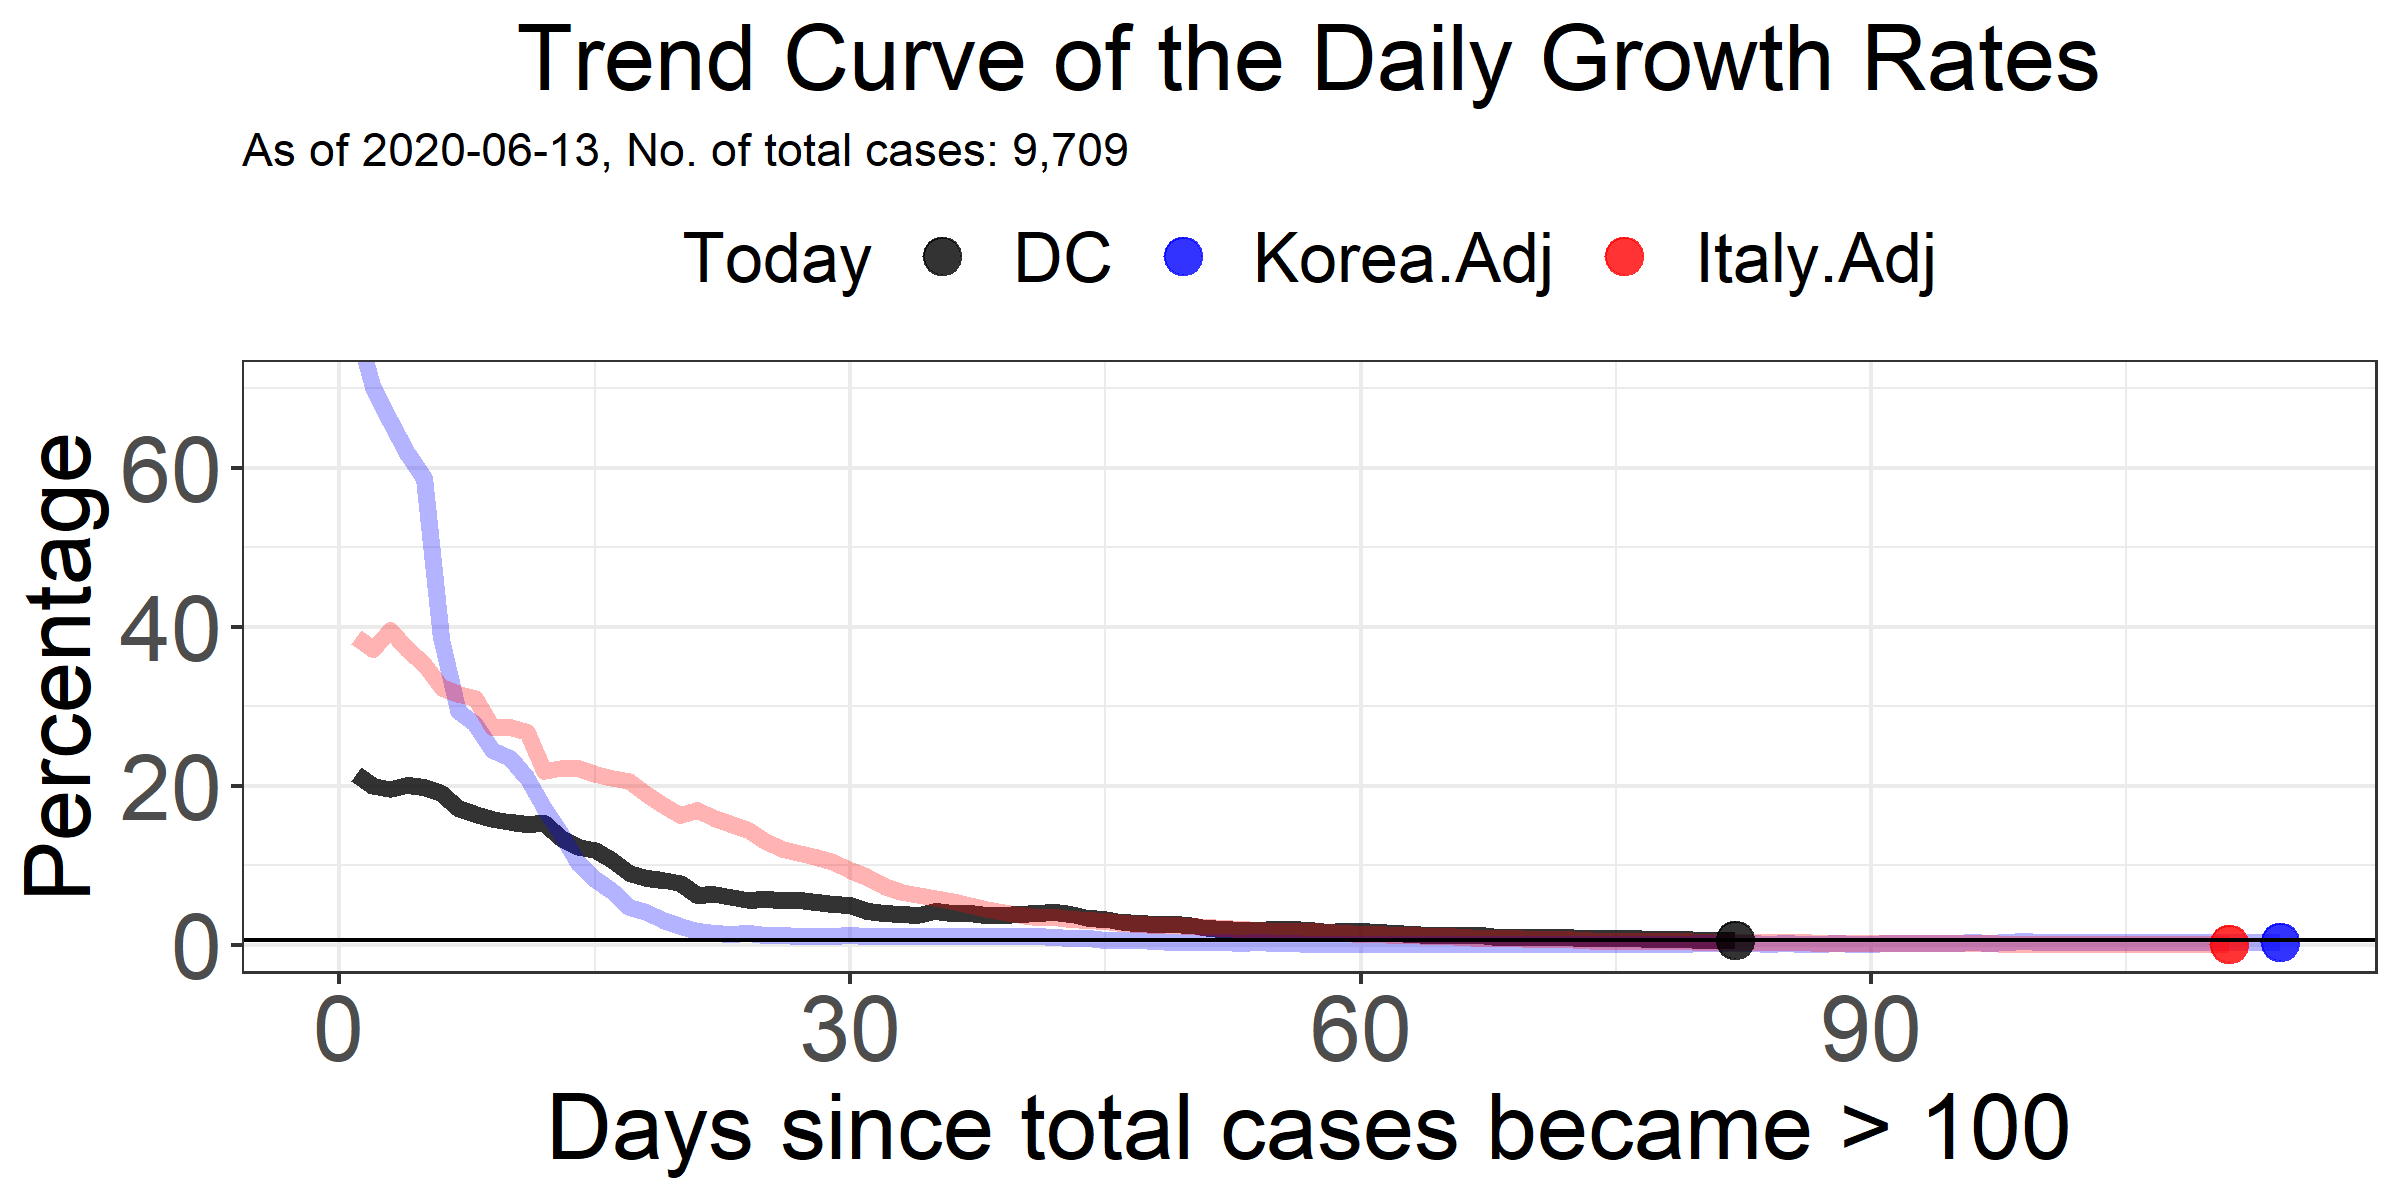 Trend Curve of the Daily Growth Rates
As of 2020-06-13, No. of total cases: 9,709
Today DC Korea.Adj Italy.Adj
Percentage
60
40
20
0
0 30 60 90
Days since total cases became > 100